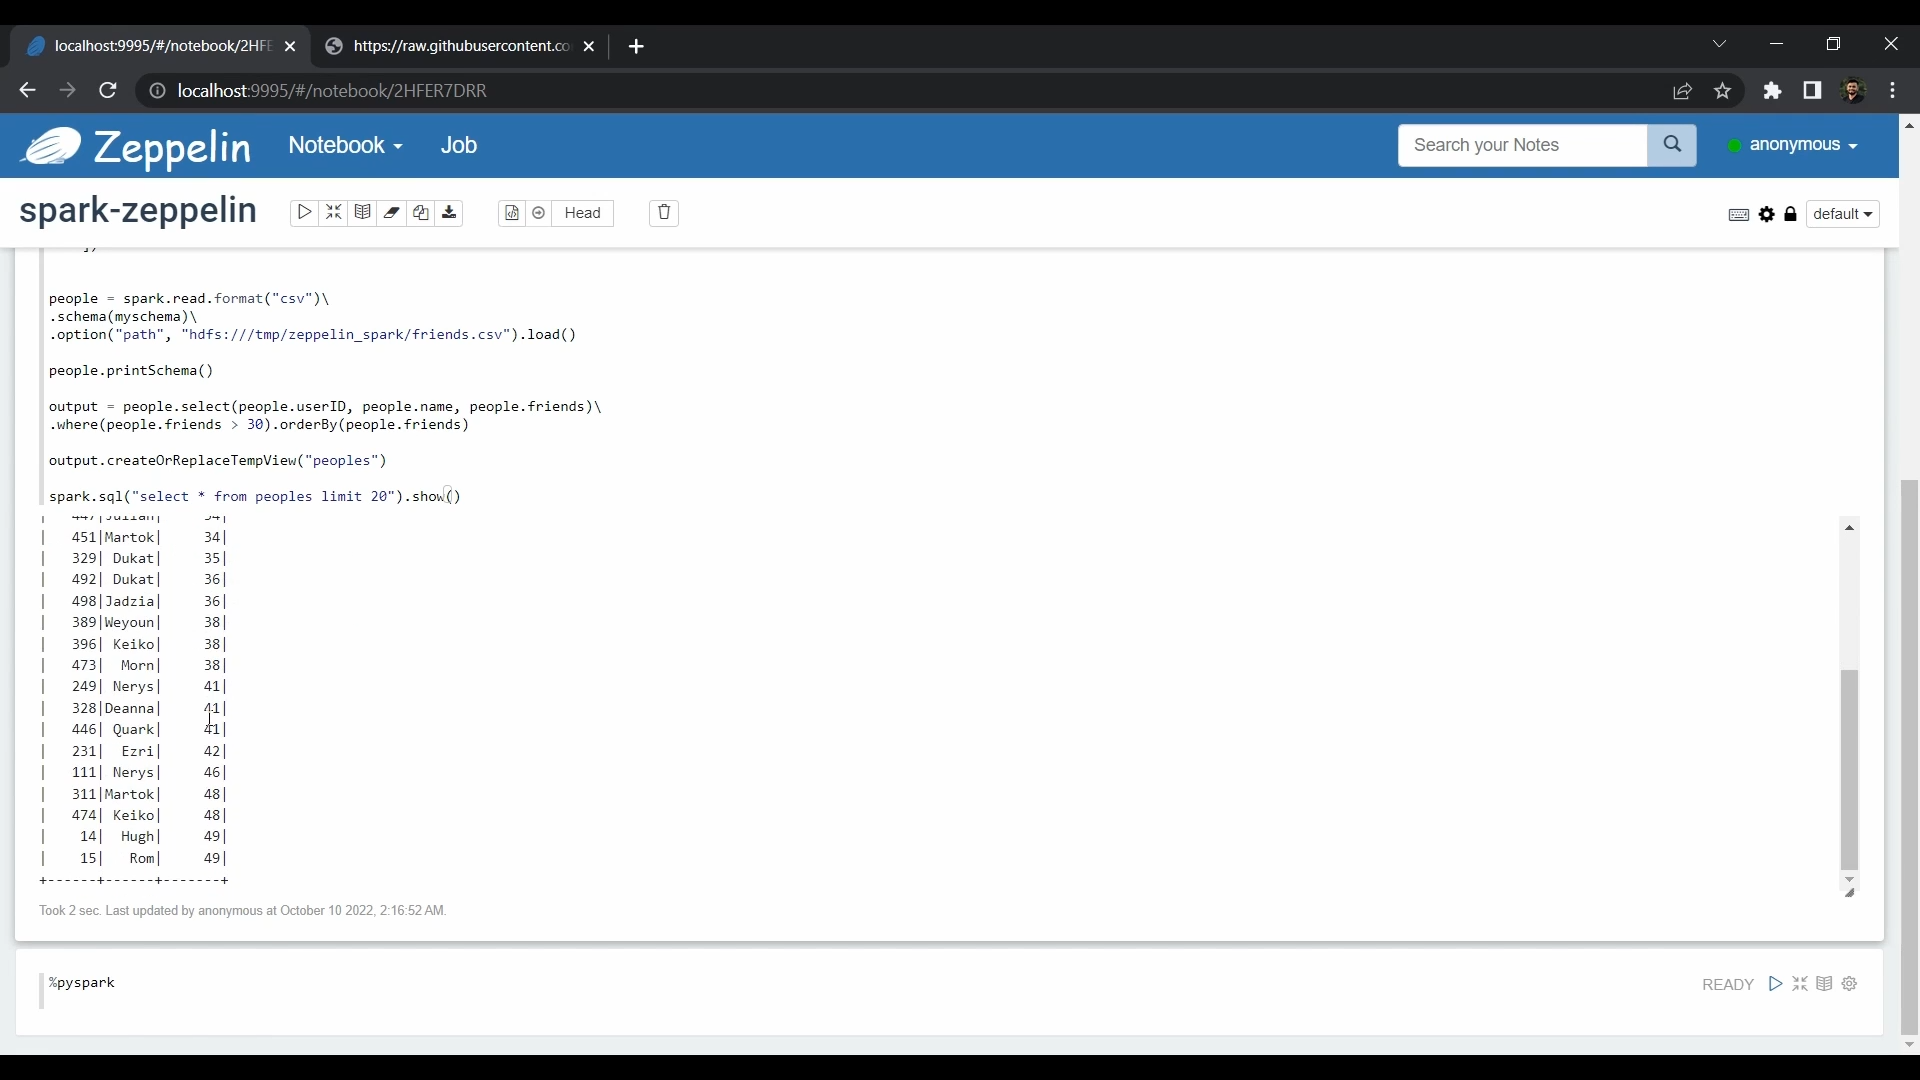 localhost:9995/#/notebook/2HFE
https://raw.githubusercontent.co
localhost:9995/#/notebook/2HFER7DRR
Zeppelin
Notebook
Job
Search your Notes
anonymous
spark-zeppelin
Head
default
people = spark.read.format("csv")\
.schema(myschema)\
.option("path", "hdfs:///tmp/zeppelin_spark/friends.csv").load()
people.printSchema()
output = people.select(people.userID, people.name, people.friends)\
.where(people.friends > 30).orderBy(people.friends)
output.createOrReplaceTempView("peoples")
spark.sql("select * from peoples limit 20").show()
| 447|Julian| 34|
| 451|Martok| 34|
| 329| Dukat| 35|
| 492| Dukat| 36|
| 498|Jadzia| 36|
| 389|Weyoun| 38|
| 396| Keiko| 38|
| 473| Morn| 38|
| 249| Nerys| 41|
| 328|Deanna| 41|
| 446| Quark| 41|
| 231| Ezri| 42|
| 111| Nerys| 46|
| 311|Martok| 48|
| 474| Keiko| 48|
| 14| Hugh| 49|
| 15| Rom| 49|
+------+------+-------+
Took 2 sec. Last updated by anonymous at October 10 2022, 2:16:52 AM.
%pyspark
READY